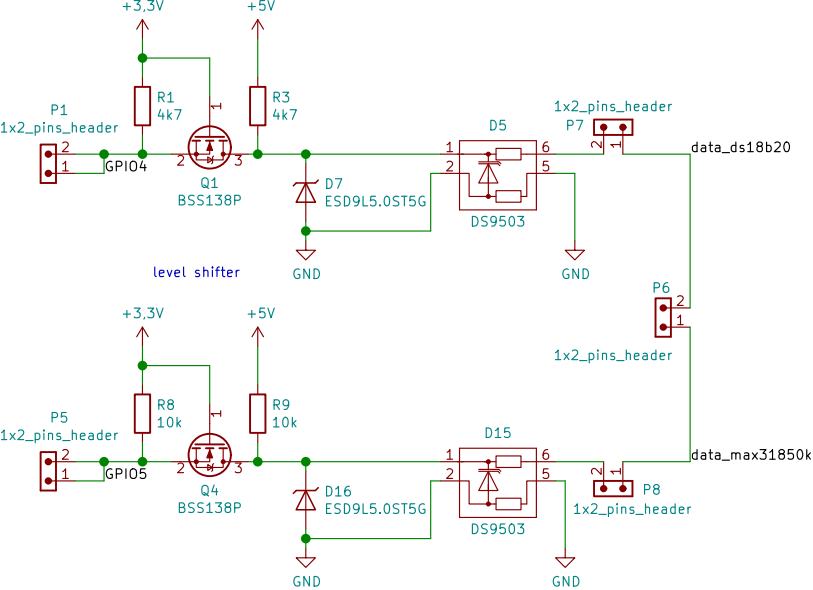 +3,3V
+5V
P1
1x2_pins_header
2
1
GPIO4
R1
4k7
1
2
3
Q1
BSS138P
R3
4k7
D7
ESD9L5.0ST5G
GND
D5
1
2
6
5
DS9503
GND
1x2_pins_header
P7
2
1
data_ds18b20
level shifter
P6
2
1
1x2_pins_header
+3,3V
+5V
P5
1x2_pins_header
2
1
GPIO5
R8
10k
1
2
3
Q4
BSS138P
R9
10k
D16
ESD9L5.0ST5G
GND
D15
1
2
6
5
DS9503
GND
2
1
P8
1x2_pins_header
data_max31850k